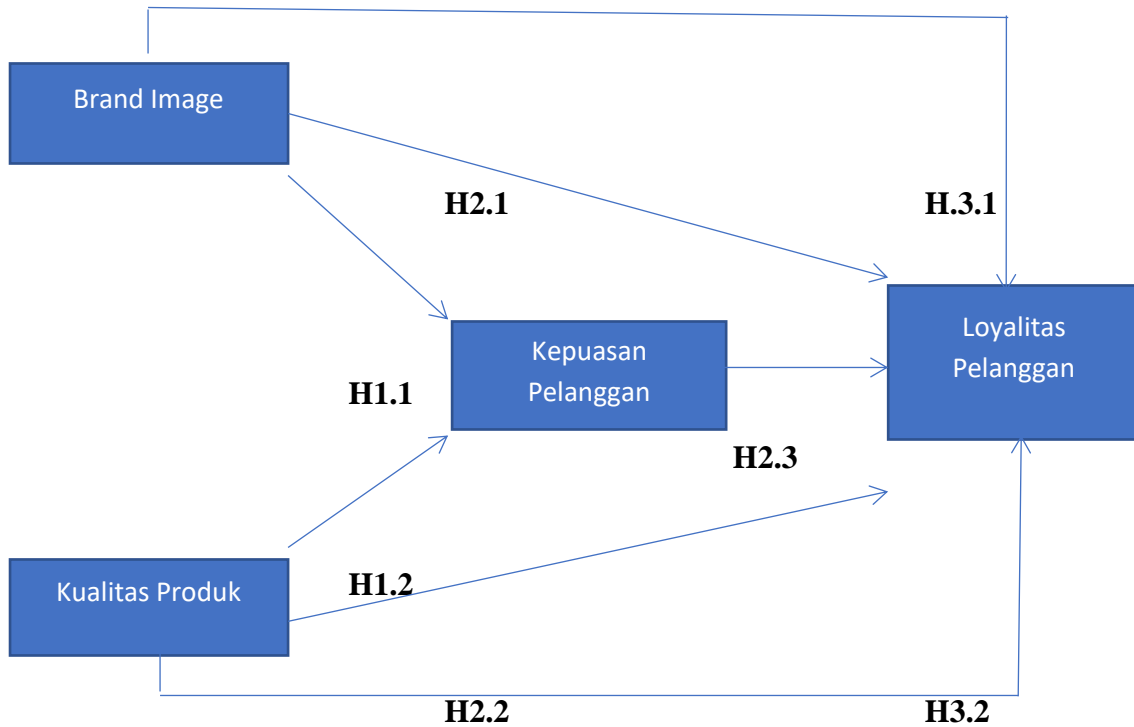 Brand Image
H2.1
H.3.1
Loyalitas
Pelanggan
Kepuasan
Pelanggan
H1.1
H2.3
Kualitas Produk
H1.2
H2.2
H3.2